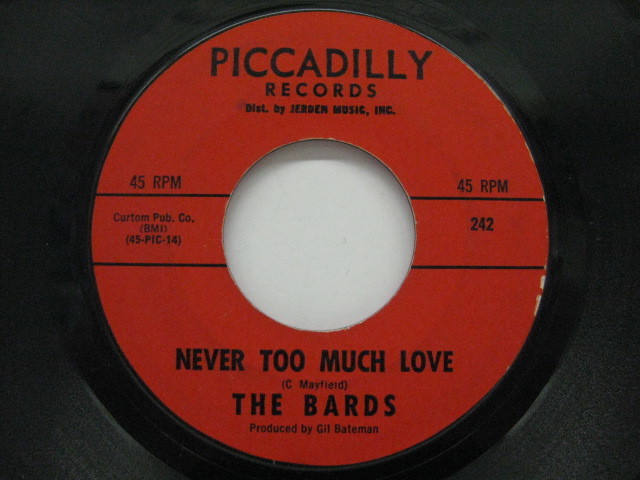 PICCADILLY
RECORDS
Dist. by JERDEN MUSIC, INC.
45 RPM
45 RPM
Curtom Pub. Co.
(BMI)
(45-PIC-14)
242
NEVER TOO MUCH LOVE
(C Mayfield)
THE BARDS
Produced by Gil Bateman